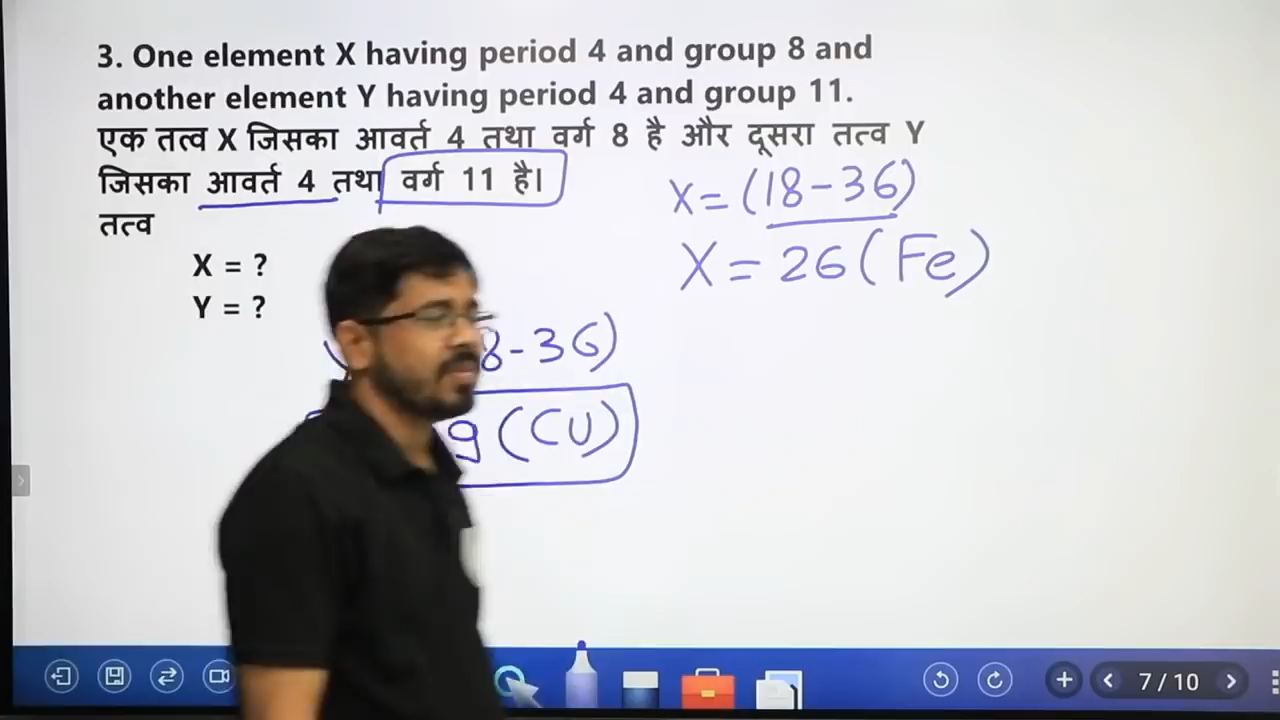 3. One element X having period 4 and group 8 and
another element Y having period 4 and group 11.
एक तत्व X जिसका आवर्त 4 तथा वर्ग 8 है और दूसरा तत्व Y
जिसका आवर्त 4 तथा वर्ग 11 है।
तत्व
X = ?
Y = ?
X = (18-36)
X = 26 (Fe)
8-36)
9 (CU)
7 / 10